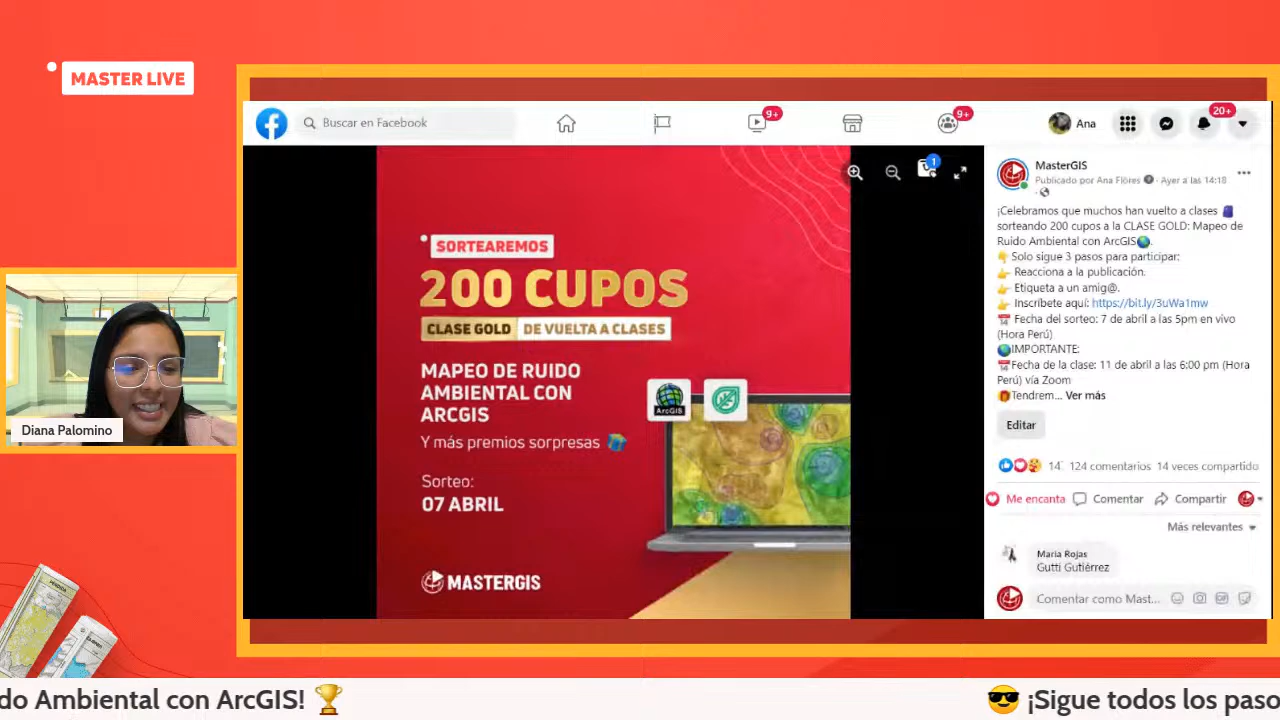 MASTER LIVE
Buscar en Facebook
9+
9+
Ana
20+
1
SORTEAREMOS
200 CUPOS
CLASE GOLD DE VUELTA A CLASES
MAPEO DE RUIDO
AMBIENTAL CON
ARCGIS
Y más premios sorpresas
Sorteo:
07 ABRIL
ArcGIS
MASTERGIS
MasterGIS
Publicado por Ana Flores · Ayer a las 14:18
¡Celebramos que muchos han vuelto a clases
sorteando 200 cupos a la CLASE GOLD: Mapeo de
Ruido Ambiental con ArcGIS🌎.
👇 Solo sigue 3 pasos para participar:
👉 Reacciona a la publicación.
👉 Etiqueta a un amig@.
👉 Inscríbete aquí: https://bit.ly/3uWa1mw
📅 Fecha del sorteo: 7 de abril a las 5pm en vivo
(Hora Perú)
🌎IMPORTANTE:
📅Fecha de la clase: 11 de abril a las 6:00 pm (Hora
Perú) vía Zoom
🎁Tendrem... Ver más
Editar
124 comentarios 14 veces compartido
Me encanta Comentar Compartir
Más relevantes
Maria Rojas
Gutti Gutiérrez
Comentar como Mast...
Diana Palomino
do Ambiental con ArcGIS! 🏆
😎 ¡Sigue todos los paso